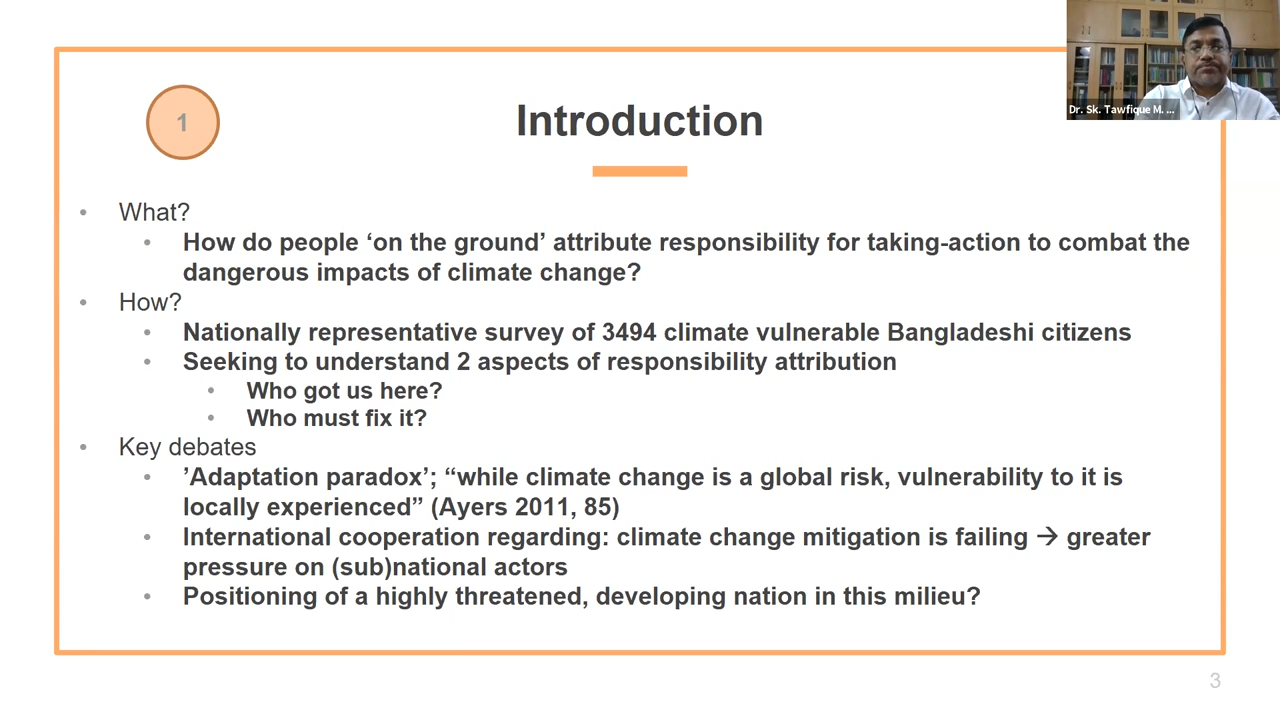 Dr. Sk. Tawfique M. ...
1
Introduction
• What?
• How do people ‘on the ground’ attribute responsibility for taking-action to combat the
dangerous impacts of climate change?
• How?
• Nationally representative survey of 3494 climate vulnerable Bangladeshi citizens
• Seeking to understand 2 aspects of responsibility attribution
• Who got us here?
• Who must fix it?
• Key debates
• ’Adaptation paradox’; “while climate change is a global risk, vulnerability to it is
locally experienced” (Ayers 2011, 85)
• International cooperation regarding: climate change mitigation is failing → greater
pressure on (sub)national actors
• Positioning of a highly threatened, developing nation in this milieu?
3